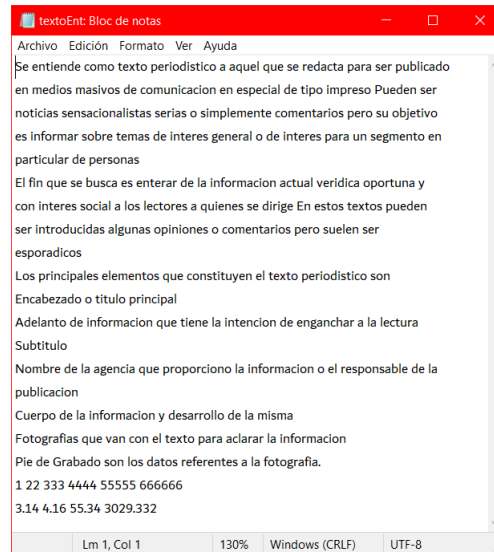 textoEnt: Bloc de notas
Archivo Edición Formato Ver Ayuda
Se entiende como texto periodistico a aquel que se redacta para ser publicado
en medios masivos de comunicacion en especial de tipo impreso Pueden ser
noticias sensacionalistas serias o simplemente comentarios pero su objetivo
es informar sobre temas de interes general o de interes para un segmento en
particular de personas
El fin que se busca es enterar de la informacion actual veridica oportuna y
con interes social a los lectores a quienes se dirige En estos textos pueden
ser introducidas algunas opiniones o comentarios pero suelen ser
esporadicos
Los principales elementos que constituyen el texto periodistico son
Encabezado o titulo principal
Adelanto de informacion que tiene la intencion de enganchar a la lectura
Subtitulo
Nombre de la agencia que proporciono la informacion o el responsable de la
publicacion
Cuerpo de la informacion y desarrollo de la misma
Fotografias que van con el texto para aclarar la informacion
Pie de Grabado son los datos referentes a la fotografia.
1 22 333 4444 55555 666666
3.14 4.16 55.34 3029.332
Lm 1, Col 1 130% Windows (CRLF) UTF-8